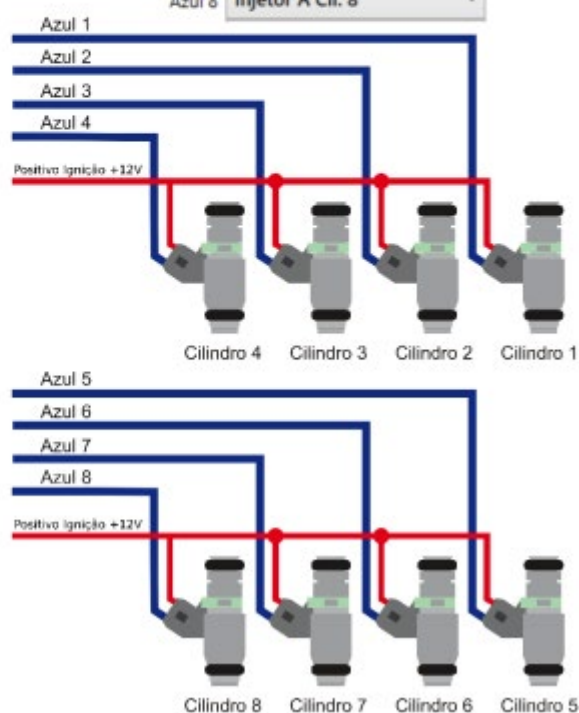 Azul 8 Injetor A Cil. 8
Azul 1
Azul 2
Azul 3
Azul 4
Positivo Ignição +12V
Cilindro 4 Cilindro 3 Cilindro 2 Cilindro 1
Azul 5
Azul 6
Azul 7
Azul 8
Positivo Ignição +12V
Cilindro 8 Cilindro 7 Cilindro 6 Cilindro 5